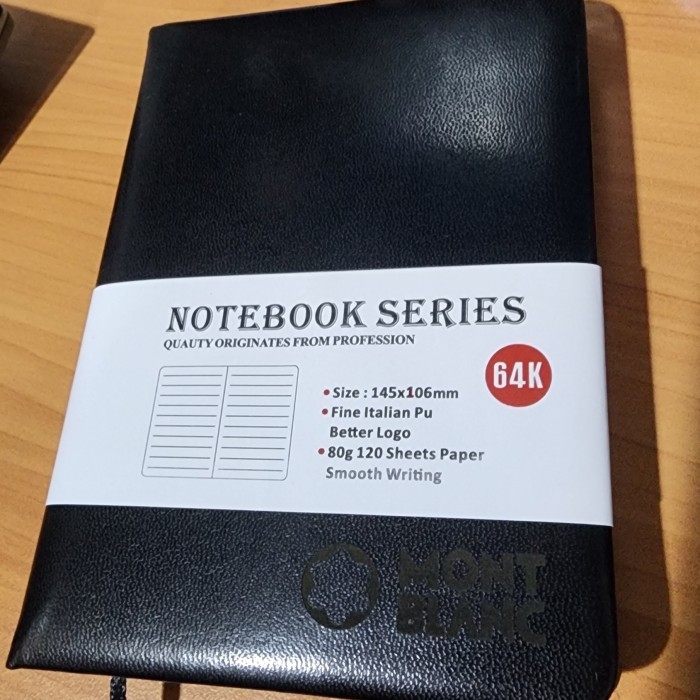 NOTEBOOK SERIES
QUAUTY ORIGINATES FROM PROFESSION
64K
•Size : 145x106mm
•Fine Italian Pu
Better Logo
•80g 120 Sheets Paper
Smooth Writing
MONT
BLANC